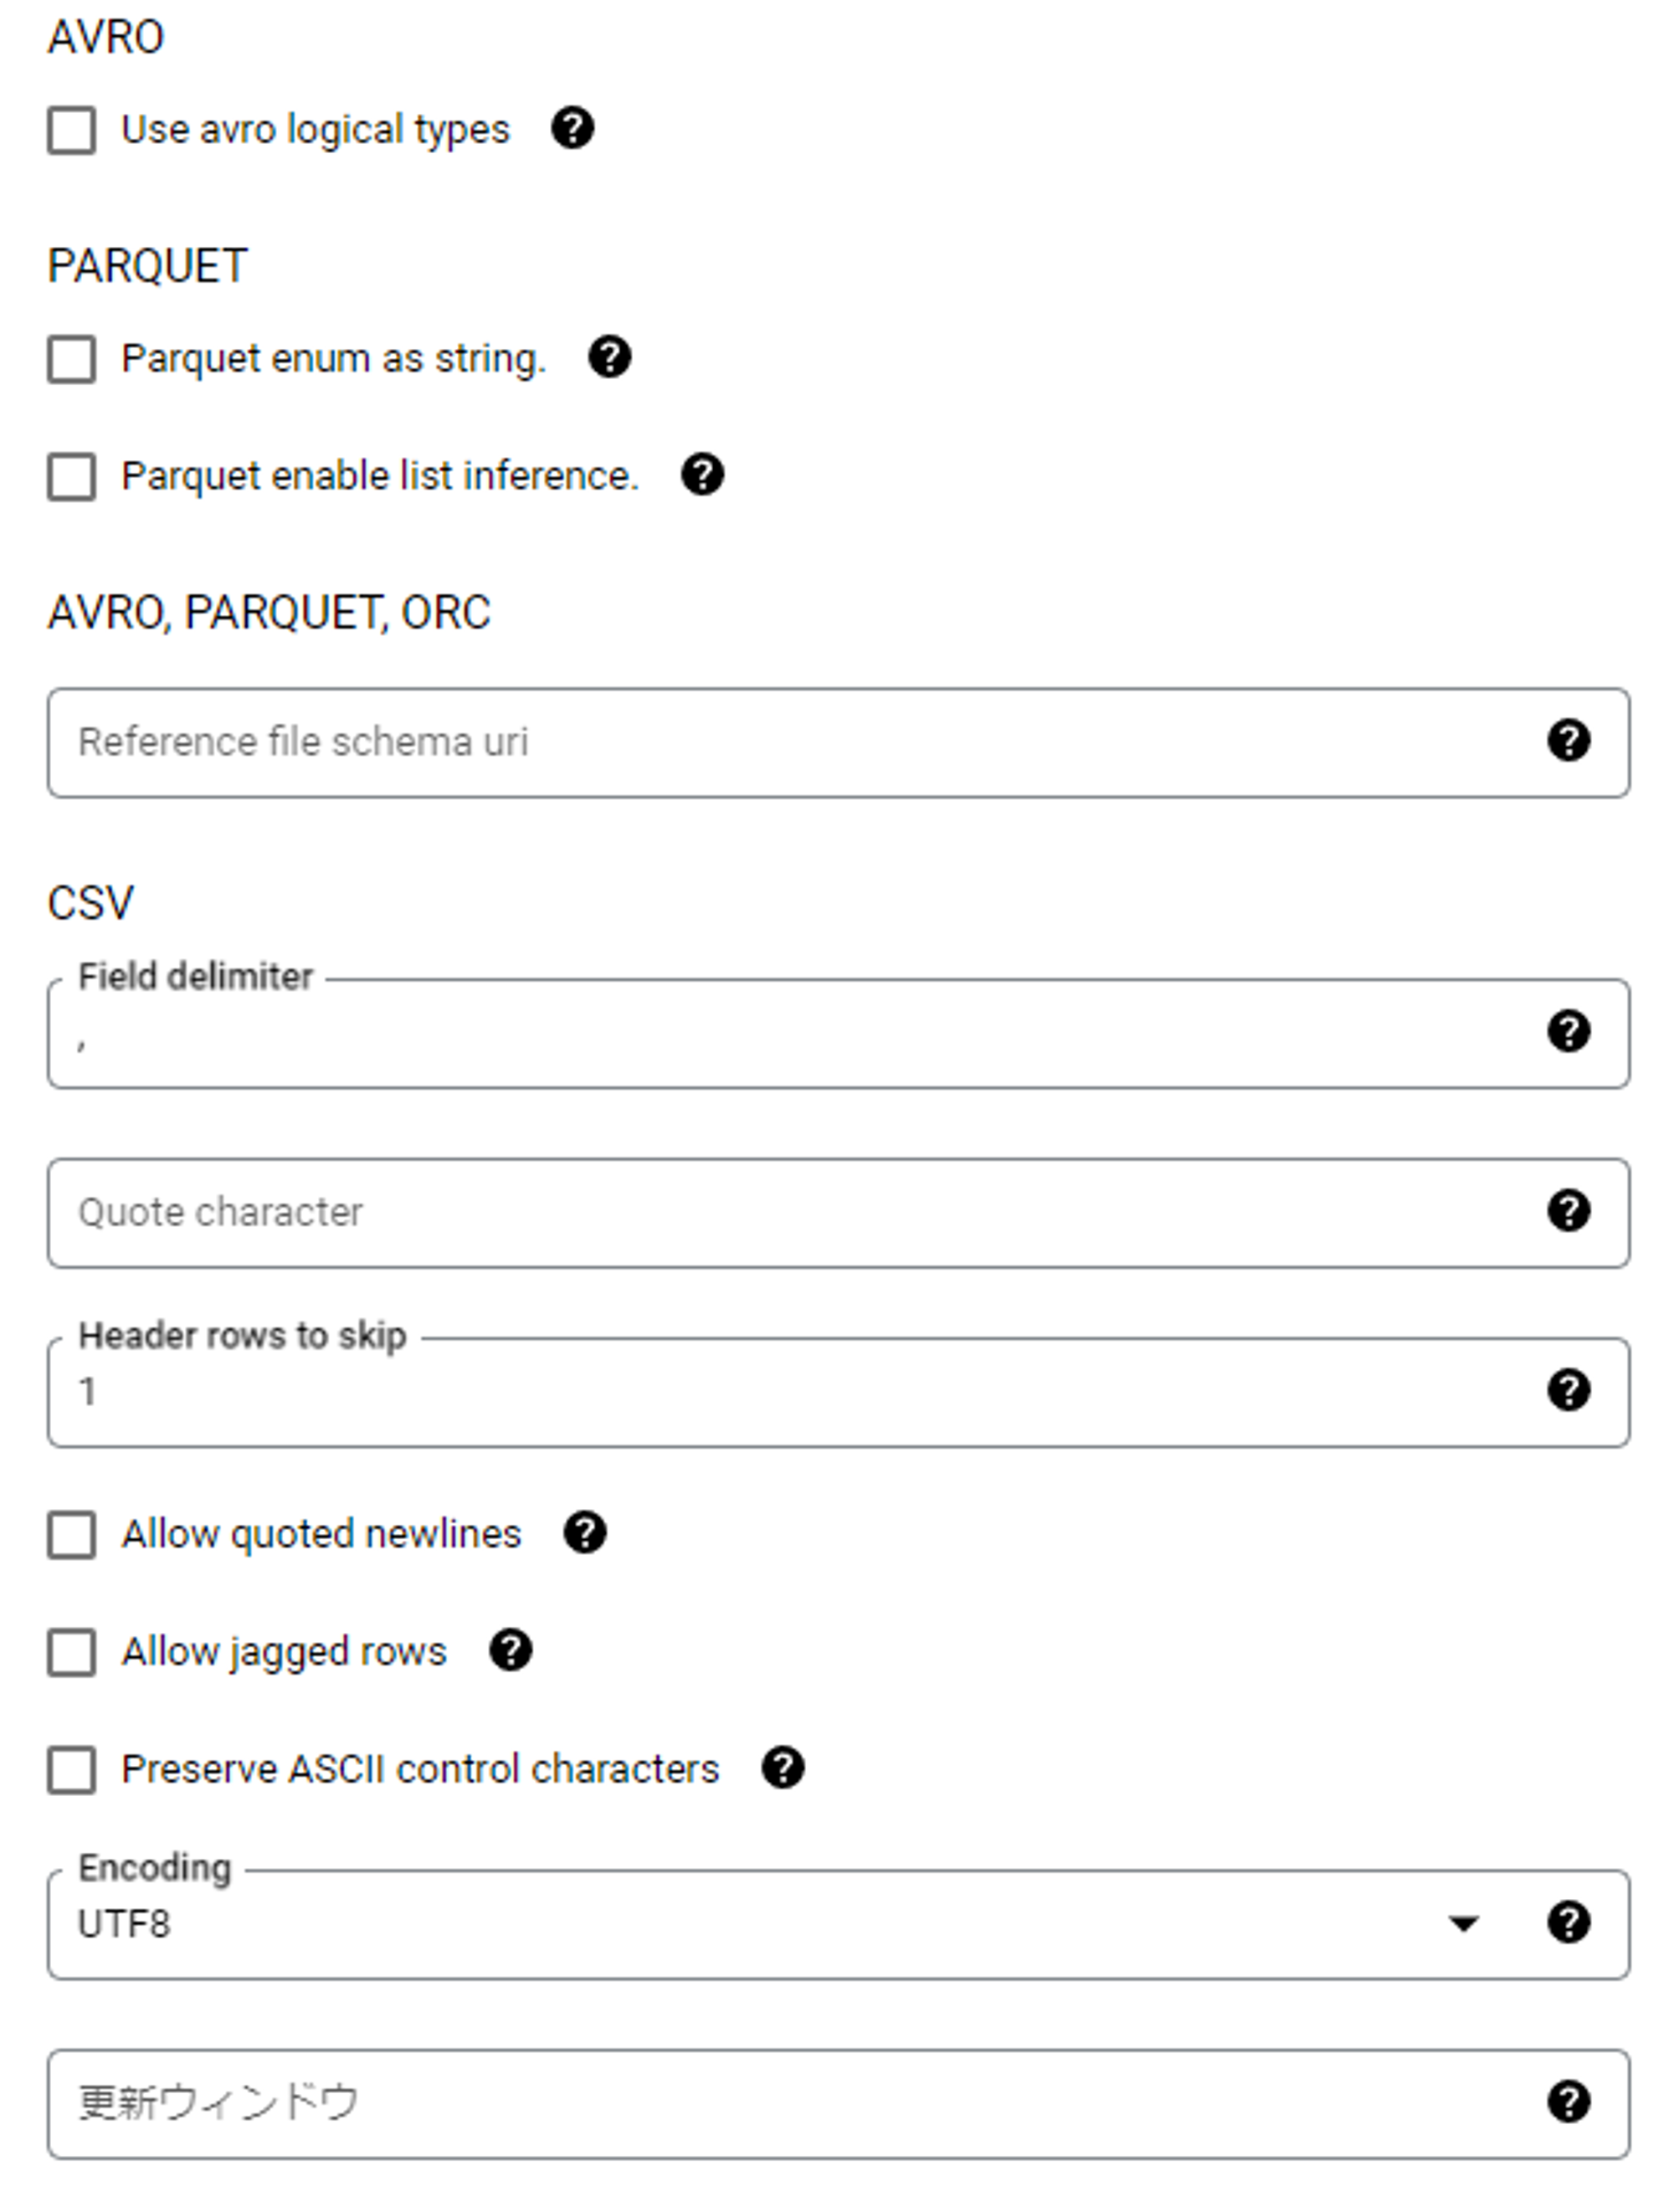 AVRO
Use avro logical types
PARQUET
Parquet enum as string.
Parquet enable list inference.
AVRO, PARQUET, ORC
Reference file schema uri
CSV
Field delimiter
,
Quote character
Header rows to skip
1
Allow quoted newlines
Allow jagged rows
Preserve ASCII control characters
Encoding
UTF8
更新ウィンドウ